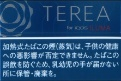 TEREA
加熱式たばこの煙(蒸気)は、子供の健康
への悪影響が否定できません。たばこの
誤飲を防ぐため、乳幼児の手が届かない
所に保管・廃棄を。